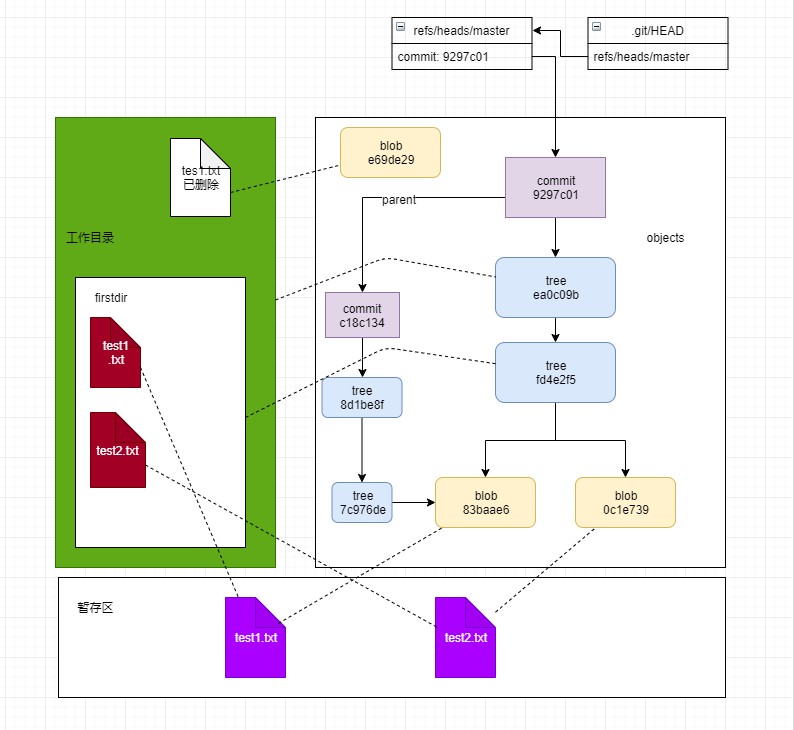 refs/heads/master
.git/HEAD
commit: 9297c01
refs/heads/master
tes1.txt
已删除
blob
e69de29
commit
9297c01
parent
工作目录
objects
tree
ea0c09b
firstdir
commit
c18c134
test1
.txt
tree
fd4e2f5
tree
8d1be8f
test2.txt
tree
7c976de
blob
83baae6
blob
0c1e739
暂存区
test1.txt
test2.txt